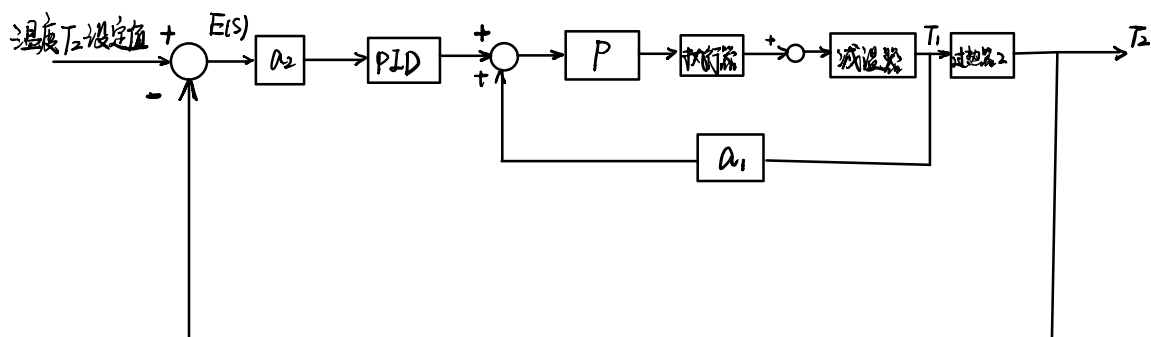 温度T₂设定值
+
E(s)
-
a₂
PID
+
+
P
执行器
+
减温器
T₁
过热器2
T₂
a₁